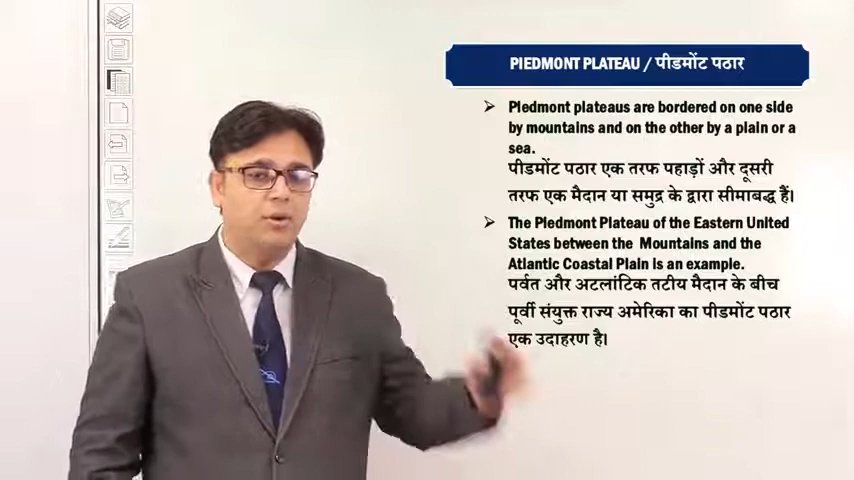 PIEDMONT PLATEAU / पीडमोंट पठार
Piedmont plateaus are bordered on one side
by mountains and on the other by a plain or a
sea.
पीडमोंट पठार एक तरफ पहाड़ों और दूसरी
तरफ एक मैदान या समुद्र के द्वारा सीमाबद्ध हैं।
The Piedmont Plateau of the Eastern United
States between the Mountains and the
Atlantic Coastal Plain is an example.
पर्वत और अटलांटिक तटीय मैदान के बीच
पूर्वी संयुक्त राज्य अमेरिका का पीडमोंट पठार
एक उदाहरण है।